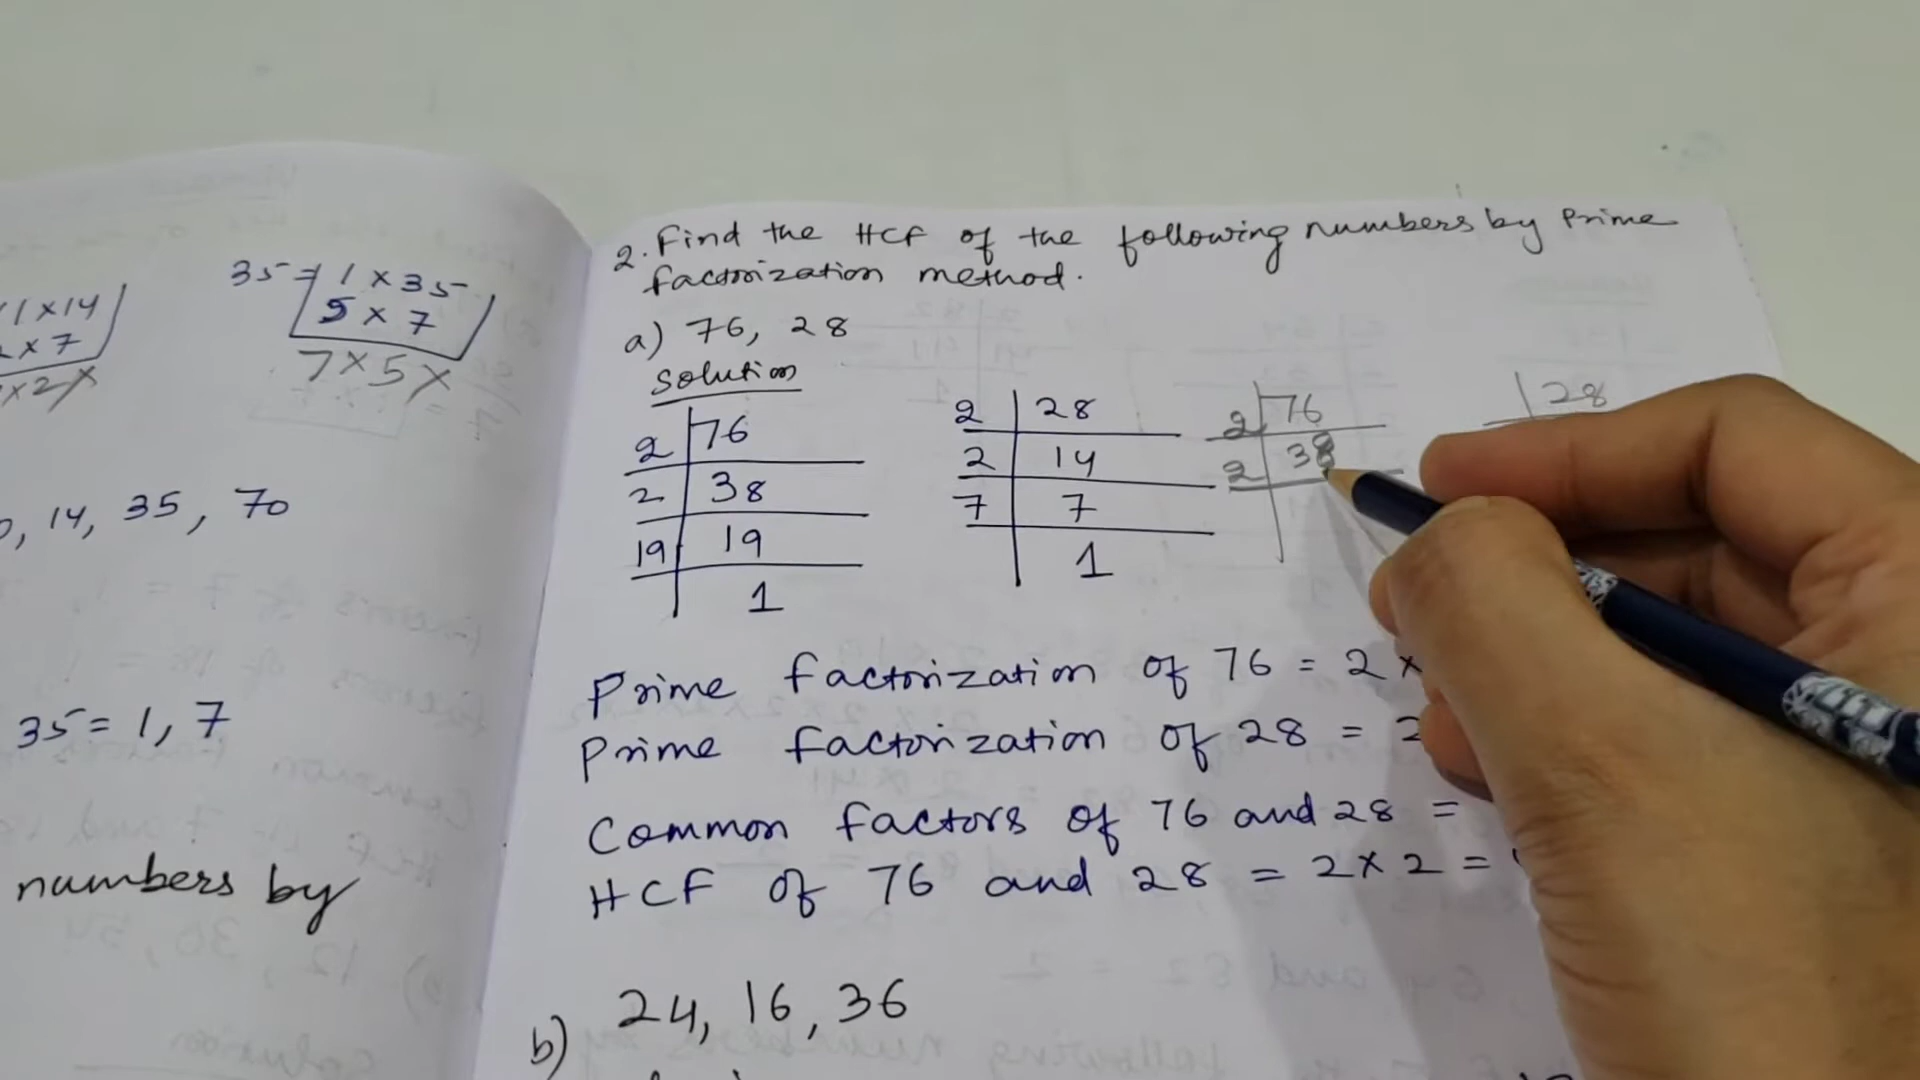 1 x 14
x 7
x 2 x
35 = 1 x 35
5 x 7
7 x 5 x
, 14, 35, 70
35 = 1, 7
numbers by
2. Find the HCF of the following numbers by Prime
factorization method.
a) 76, 28
Solution
2 | 76
2 | 38
19 | 19
1
2 | 28
2 | 14
7 | 7
1
2 | 76
2 | 38
28
Prime factorization of 76 = 2 x
Prime factorization of 28 = 2
Common factors of 76 and 28 =
HCF of 76 and 28 = 2 x 2 =
b) 24, 16, 36